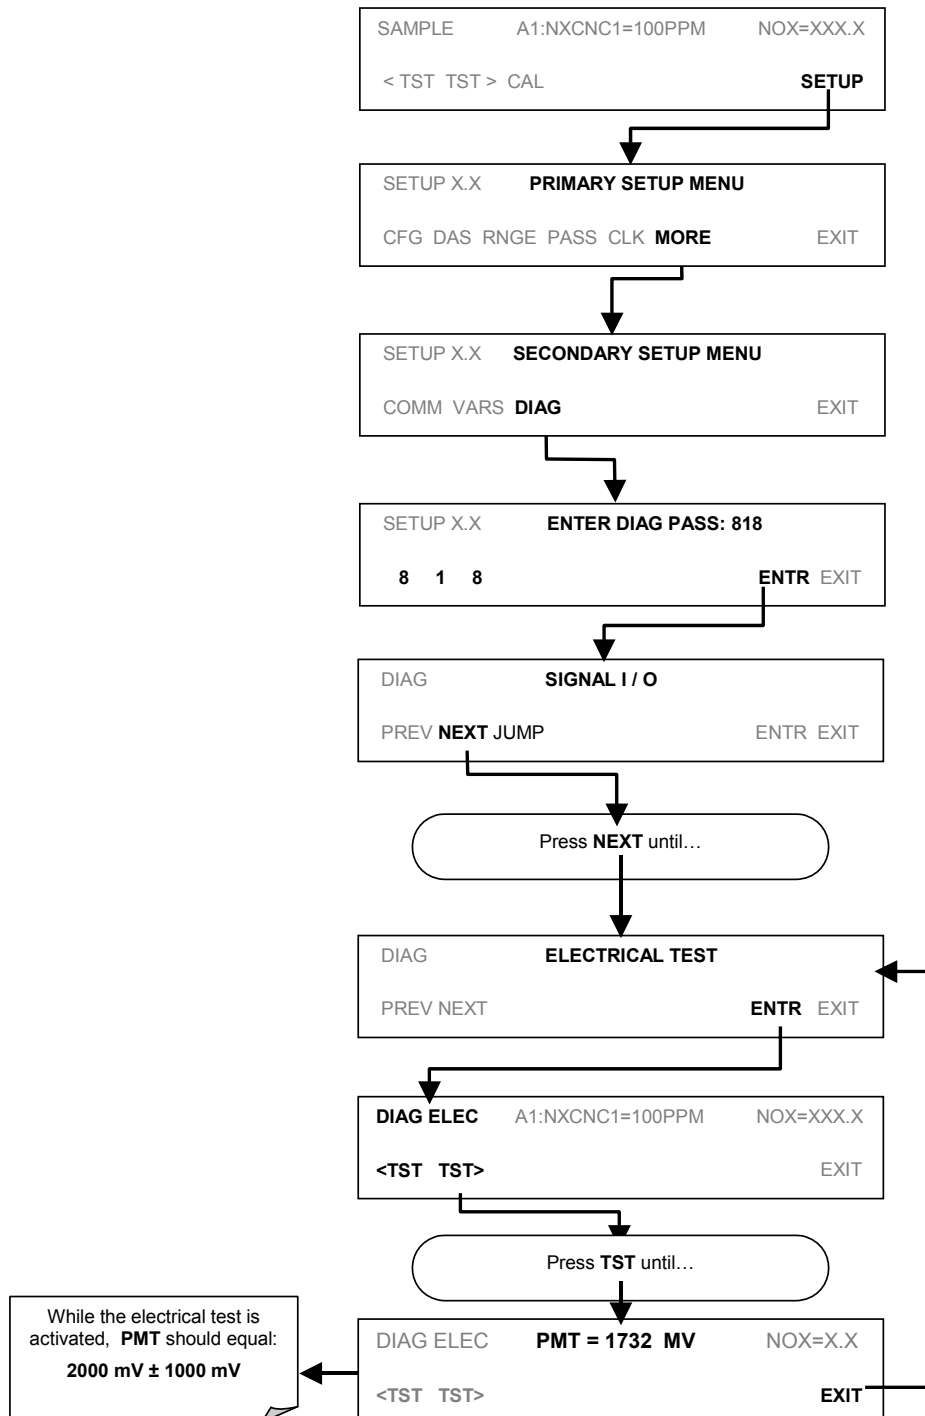 SAMPLE A1:NXCNC1=100PPM NOX=XXX.X
< TST TST > CAL SETUP
SETUP X.X PRIMARY SETUP MENU
CFG DAS RNGE PASS CLK MORE EXIT
SETUP X.X SECONDARY SETUP MENU
COMM VARS DIAG EXIT
SETUP X.X ENTER DIAG PASS: 818
8 1 8 ENTR EXIT
DIAG SIGNAL I / O
PREV NEXT JUMP ENTR EXIT
Press NEXT until…
DIAG ELECTRICAL TEST
PREV NEXT ENTR EXIT
DIAG ELEC A1:NXCNC1=100PPM NOX=XXX.X
<TST TST> EXIT
Press TST until…
While the electrical test is
activated, PMT should equal:
2000 mV ± 1000 mV
DIAG ELEC PMT = 1732 MV NOX=X.X
<TST TST> EXIT